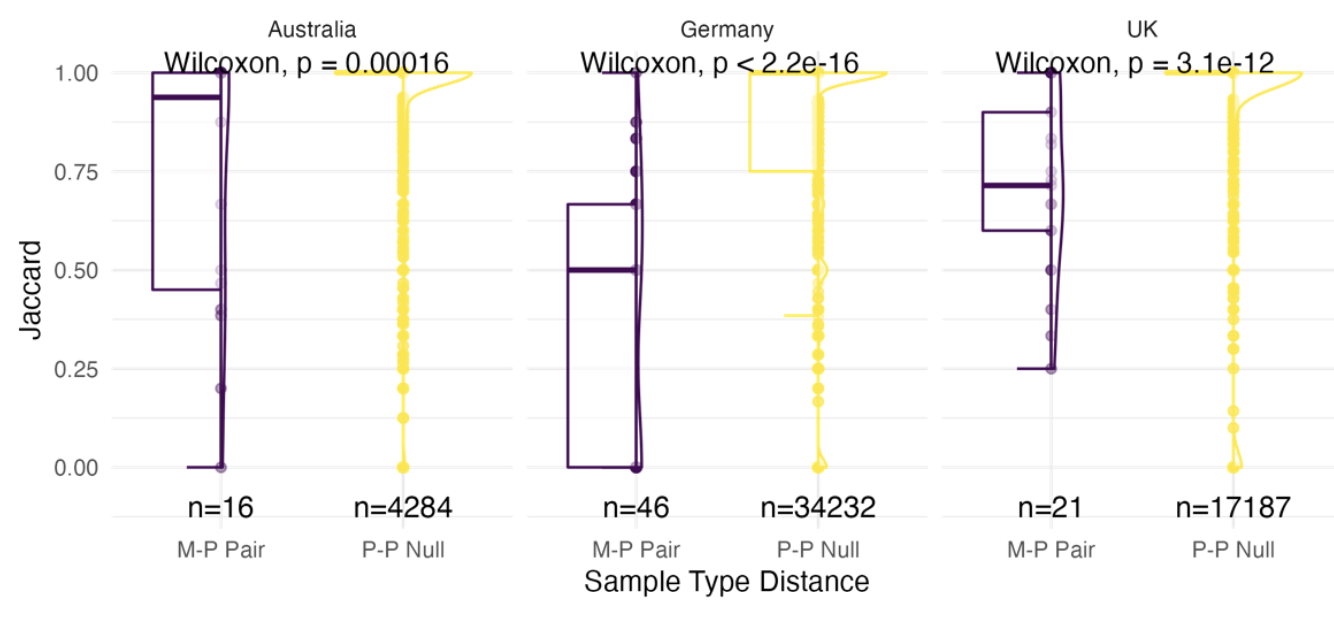 Australia
Germany
UK
Wilcoxon, p = 0.00016
Wilcoxon, p < 2.2e-16
Wilcoxon, p = 3.1e-12
Jaccard
1.00
0.75
0.50
0.25
0.00
n=16
n=4284
n=46
n=34232
n=21
n=17187
M-P Pair
P-P Null
M-P Pair
P-P Null
M-P Pair
P-P Null
Sample Type Distance